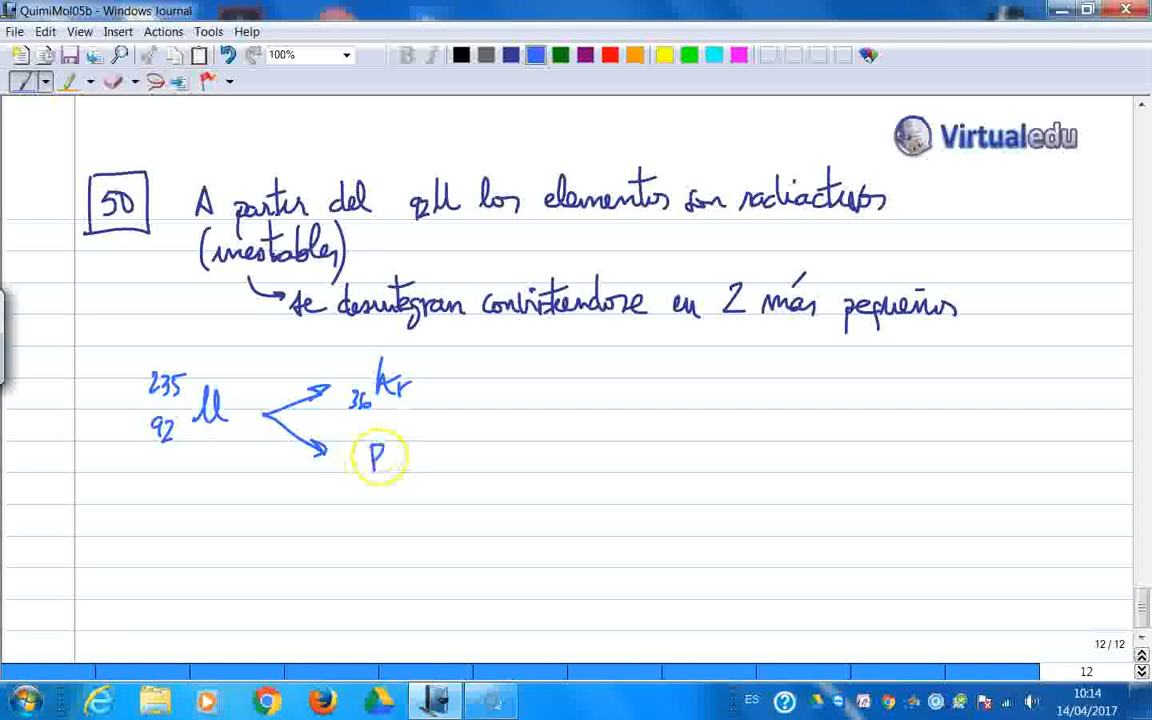 QuimiMol05b - Windows Journal
File Edit View Insert Actions Tools Help
100%
Virtualedu
50 A partir del 92U los elementos son radiactivos
(inestables)
se desintegran convirtiendose en 2 más pequeños
235
92 U
36 Kr
P
12 / 12
12
ES
10:14
14/04/2017